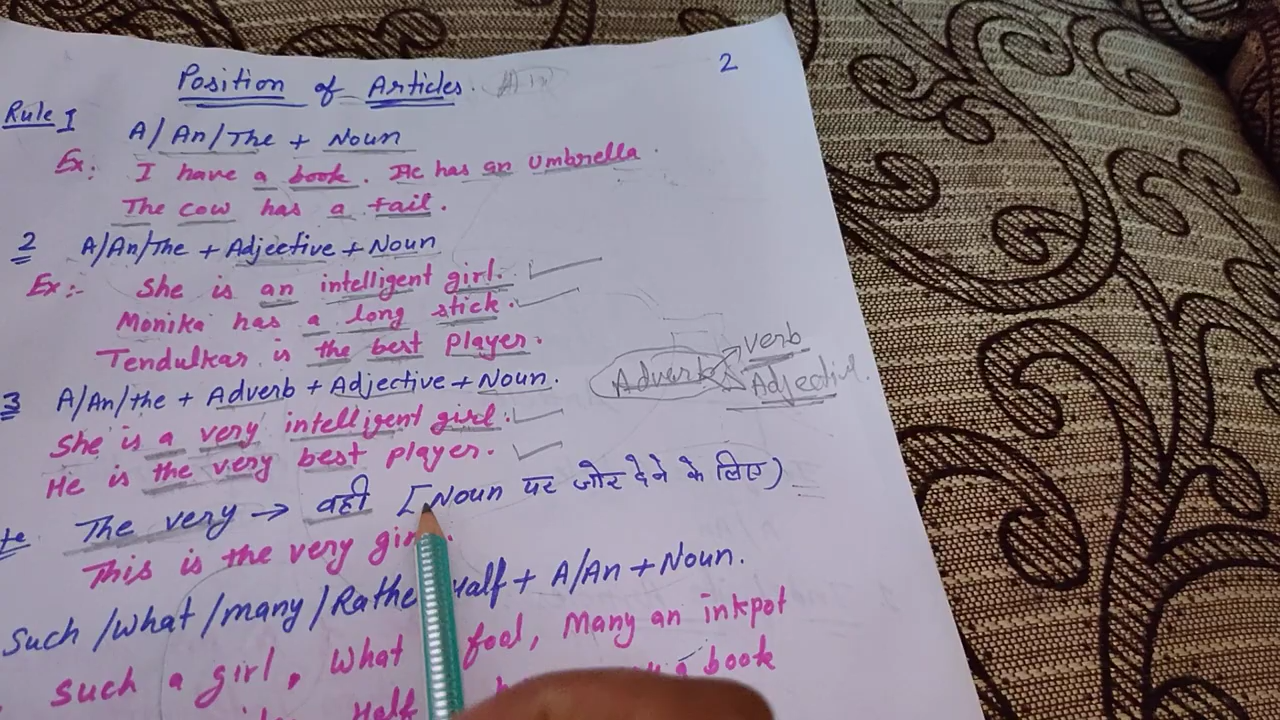 2
Position of Articles.
Rule 1
A/An/The + Noun
Ex: I have a book. He has an Umbrella.
The cow has a tail.
2 A/An/The + Adjective + Noun
Ex:- She is an intelligent girl.
Monika has a long stick.
Tendulkar is the best player.
Adverb verb
Adjective.
3 A/An/the + Adverb + Adjective + Noun.
She is a very intelligent girl.
He is the very best player.
The very → वही [Noun पर जोर देने के लिए)
This is the very
Such /What /many/ Half + A/An + Noun.
such a girl, What fool, Many an inkpot
Half book